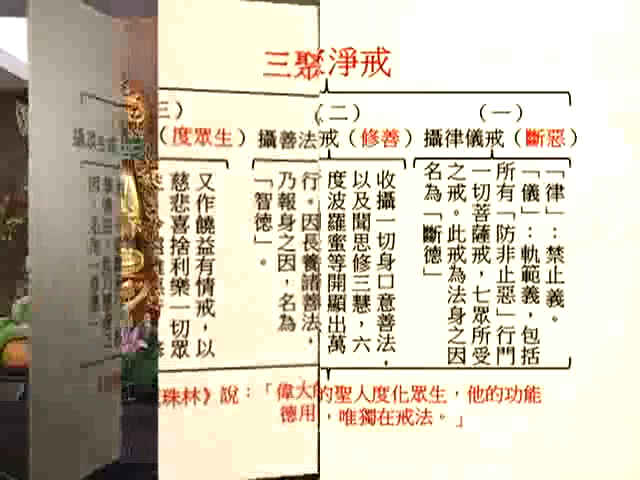 三聚淨戒
（一）
攝律儀戒（斷惡）
「律」：禁止義。
「儀」：軌範義，包括
所有「防非止惡」行門
一切菩薩戒，七眾所受
之戒。此戒為法身之因
名為「斷德」
（二）
攝善法戒（修善）
收攝一切身口意善法，
以及聞思修三慧，六
度波羅蜜等開顯出萬
行。因長養諸善法，
乃報身之因，名為
「智德」。
三）
（度眾生）
又作饒益有情戒，以
慈悲喜捨利樂一切眾
珠林》說：「偉大的聖人度化眾生，他的功能
德用，唯獨在戒法。」